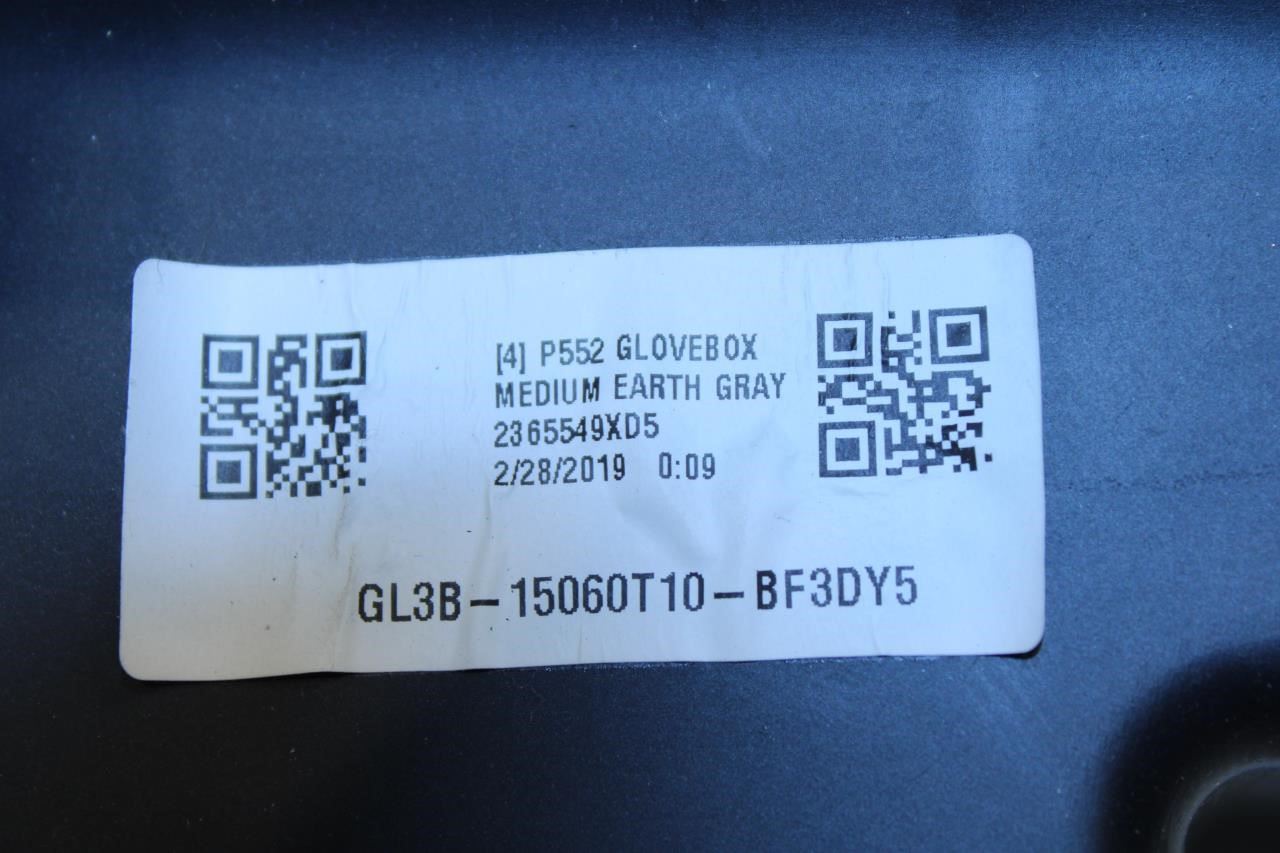 [4] P552 GLOVEBOX
MEDIUM EARTH GRAY
2365549XD5
2/28/2019 0:09
GL3B-15060T10-BF3DY5